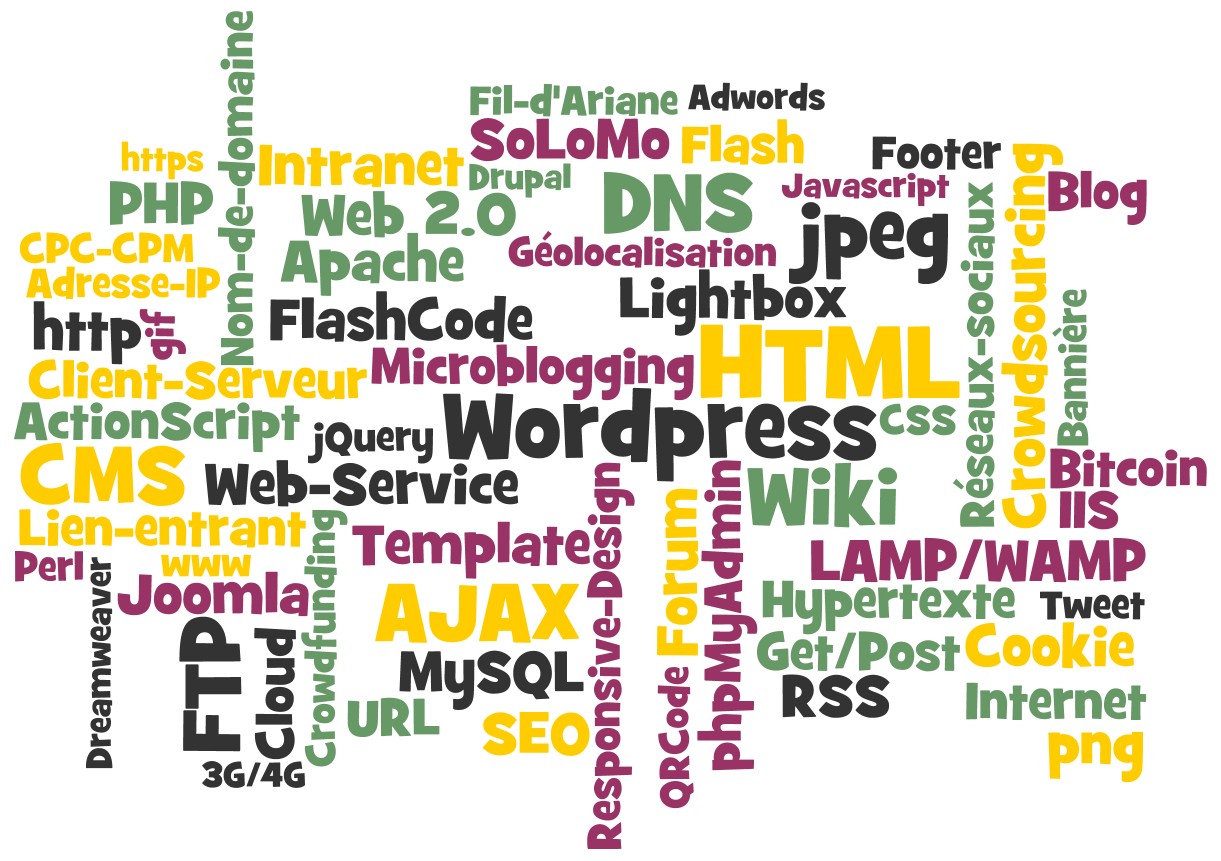 Nom-de-domaine
Fil-d'Ariane
Adwords
SoLoMo
Flash
https
Intranet
Footer
Drupal
Javascript
Crowdsourcing
Blog
PHP
Web 2.0
DNS
jpeg
Réseaux-sociaux
CPC-CPM
Apache
Géolocalisation
Adresse-IP
Lightbox
http
gif
FlashCode
Bannière
HTML
Client-Serveur
Microblogging
ActionScript
jQuery
Wordpress
CSS
CMS
Web-Service
Wiki
Bitcoin
IIS
Lien-entrant
Template
Responsive-Design
Forum
phpMyAdmin
LAMP/WAMP
Perl
www
Dreamweaver
Joomla
Crowdfunding
AJAX
Hypertexte
Tweet
FTP
Cloud
MySQL
Get/Post
Cookie
QRCode
RSS
Internet
URL
SEO
png
3G/4G